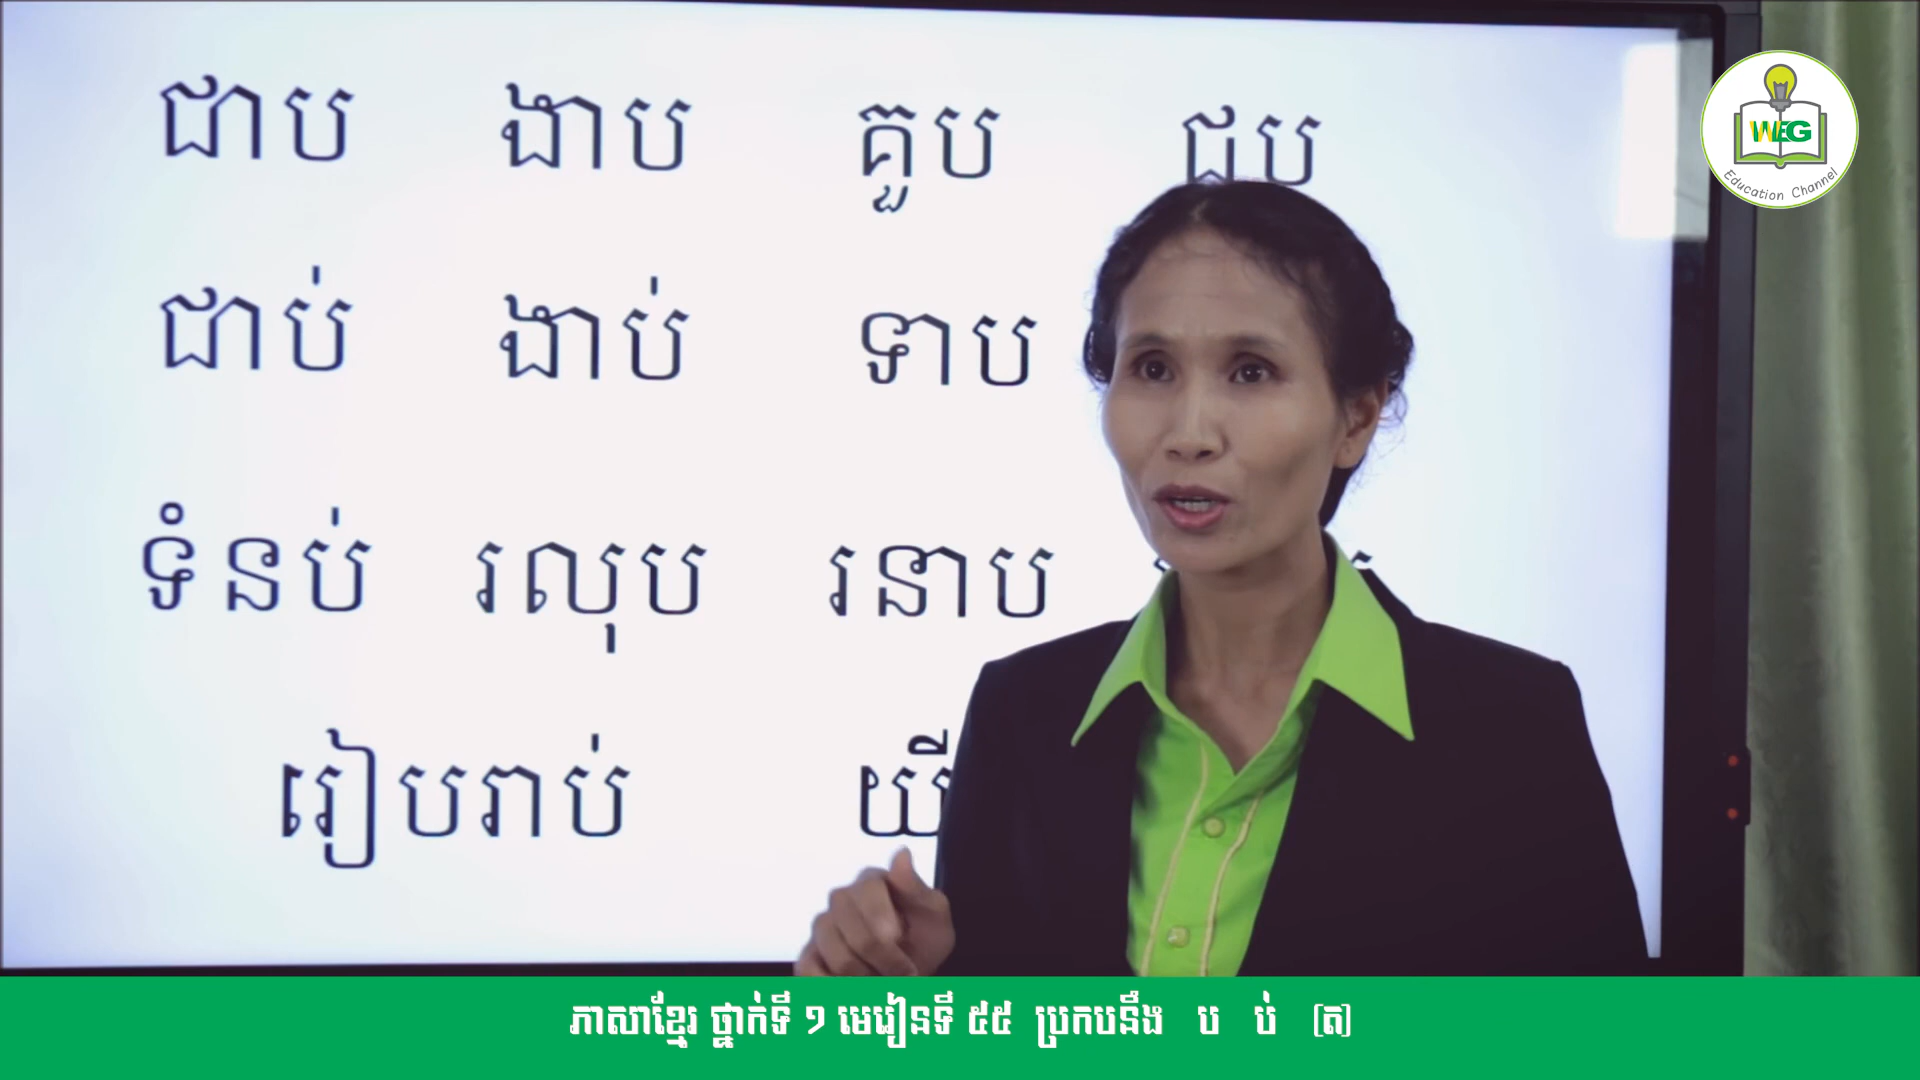 ជាប ងាប គួប ជប
ជាប់ ងាប់ ទាប
ទំនប់ រលុប រនាប
រៀបរាប់
WEG
Education Channel
ភាសាខ្មែរ ថ្នាក់ទី ១ មេរៀនទី ៥៥ ប្រកបនឹង ប ប់ (ត)